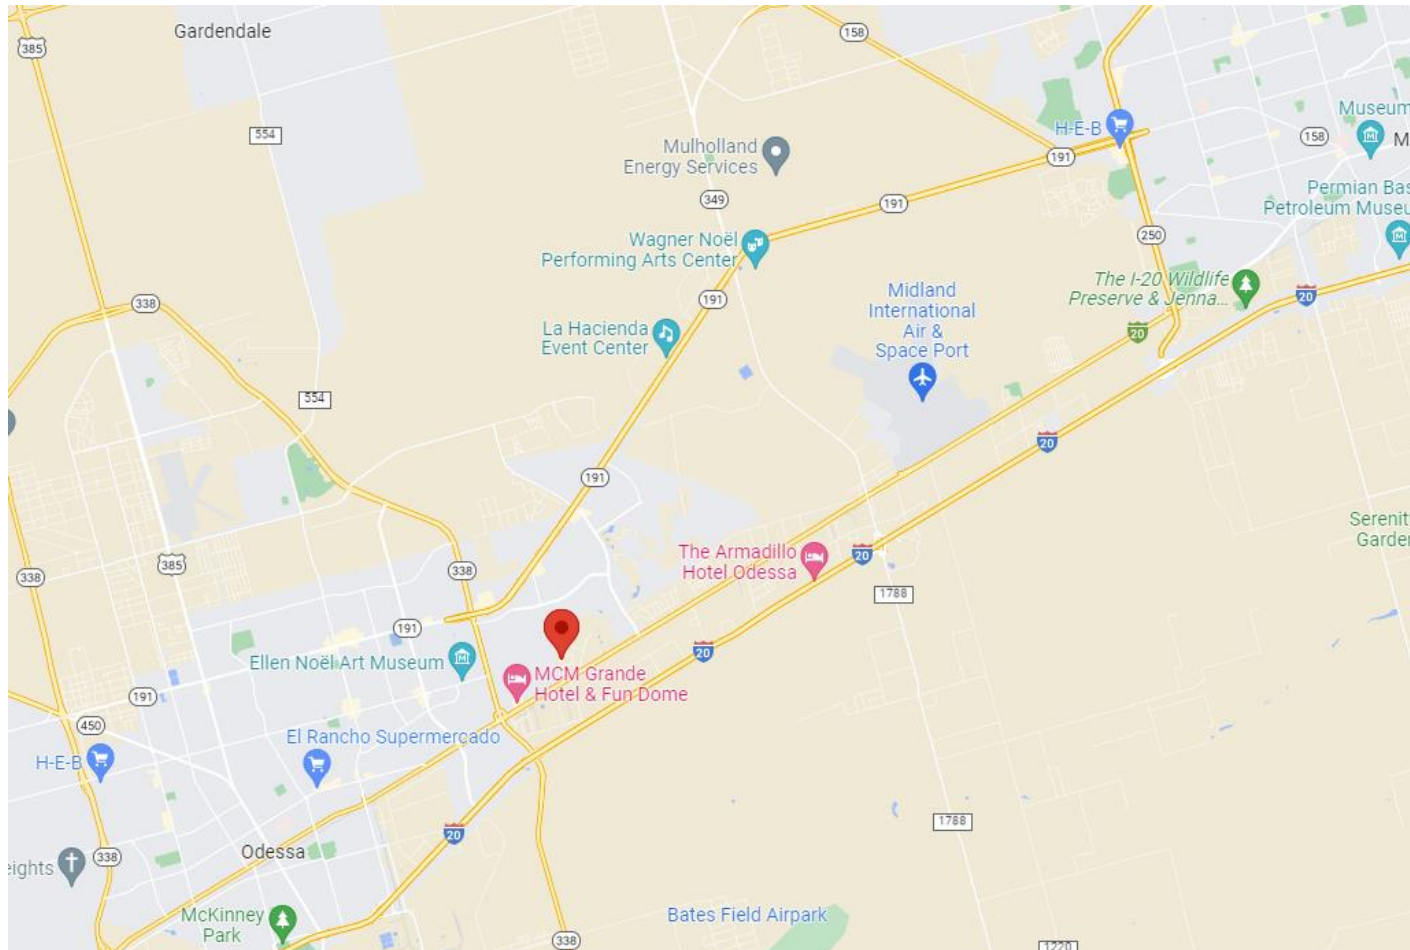 Gardendale
385
158
554
H-E-B
Museum
158
M
Mulholland
Energy Services
191
Permian Bas
Petroleum Museu
349
191
250
Wagner Noël
Performing Arts Center
The I-20 Wildlife
Preserve & Jenna...
Midland
International
Air &
Space Port
20
338
191
20
La Hacienda
Event Center
554
20
191
Serenit
Garden
The Armadillo
Hotel Odessa
20
385
338
338
1788
191
20
Ellen Noël Art Museum
MCM Grande
Hotel & Fun Dome
191
450
El Rancho Supermercado
H-E-B
1788
20
Odessa
338
eights
McKinney
Park
Bates Field Airpark
338
1220